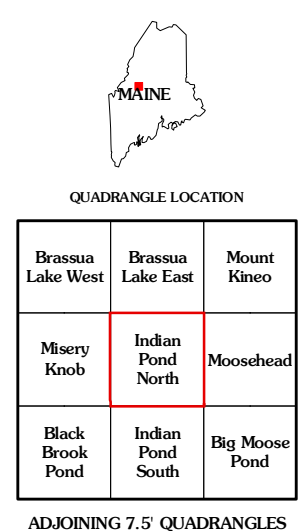 MAINE
QUADRANGLE LOCATION
Brassua
Lake West
Brassua
Lake East
Mount
Kineo
Misery
Knob
Indian
Pond
North
Moosehead
Black
Brook
Pond
Indian
Pond
South
Big Moose
Pond
ADJOINING 7.5' QUADRANGLES